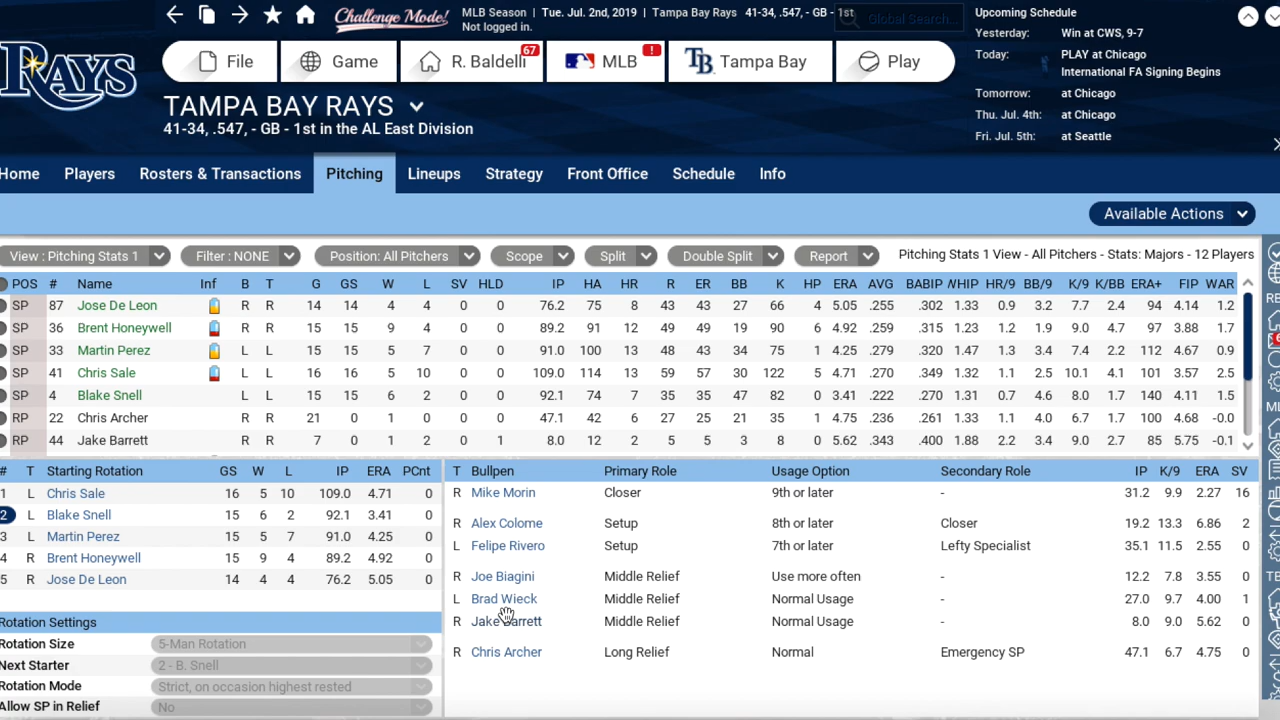 Challenge Mode!
MLB Season | Tue. Jul. 2nd, 2019 | Tampa Bay Rays 41-34, .547, - GB - 1st
Not logged in.
Global Search...
Upcoming Schedule
Yesterday: Win at CWS, 9-7
Today: PLAY at Chicago
International FA Signing Begins
Tomorrow: at Chicago
Thu. Jul. 4th: at Chicago
Fri. Jul. 5th: at Seattle
RAYS
File
Game
R. Baldelli 67
MLB !
TB Tampa Bay
Play
TAMPA BAY RAYS
41-34, .547, - GB - 1st in the AL East Division
Home Players Rosters & Transactions Pitching Lineups Strategy Front Office Schedule Info
Available Actions
View : Pitching Stats 1 Filter : NONE Position: All Pitchers Scope Split Double Split Report Pitching Stats 1 View - All Pitchers - Stats: Majors - 12 Players
POS # Name Inf B T G GS W L SV HLD IP HA HR R ER BB K HP ERA AVG BABIP WHIP HR/9 BB/9 K/9 K/BB ERA+ FIP WAR
SP 87 Jose De Leon R R 14 14 4 4 0 0 76.2 75 8 43 43 27 66 4 5.05 .255 .302 1.33 0.9 3.2 7.7 2.4 94 4.14 1.2
SP 36 Brent Honeywell R R 15 15 9 4 0 0 89.2 91 12 49 49 19 90 6 4.92 .259 .315 1.23 1.2 1.9 9.0 4.7 97 3.88 1.7
SP 33 Martin Perez L L 15 15 5 7 0 0 91.0 100 13 48 43 34 75 1 4.25 .279 .320 1.47 1.3 3.4 7.4 2.2 112 4.67 0.9
SP 41 Chris Sale L L 16 16 5 10 0 0 109.0 114 13 59 57 30 122 5 4.71 .270 .349 1.32 1.1 2.5 10.1 4.1 101 3.57 2.5
SP 4 Blake Snell L L 15 15 6 2 0 0 92.1 74 7 35 35 47 82 0 3.41 .222 .270 1.31 0.7 4.6 8.0 1.7 140 4.11 1.5
RP 22 Chris Archer R R 21 0 1 0 0 0 47.1 42 6 27 25 21 35 1 4.75 .236 .261 1.33 1.1 4.0 6.7 1.7 100 4.68 -0.0
RP 44 Jake Barrett R R 7 0 1 2 0 1 8.0 12 2 5 5 3 8 0 5.62 .343 .400 1.88 2.2 3.4 9.0 2.7 85 5.75 -0.1
# T Starting Rotation GS W L IP ERA PCnt
1 L Chris Sale 16 5 10 109.0 4.71 0
2 L Blake Snell 15 6 2 92.1 3.41 0
3 L Martin Perez 15 5 7 91.0 4.25 0
4 R Brent Honeywell 15 9 4 89.2 4.92 0
5 R Jose De Leon 14 4 4 76.2 5.05 0
Rotation Settings
Rotation Size 5-Man Rotation
Next Starter 2 - B. Snell
Rotation Mode Strict, on occasion highest rested
Allow SP in Relief No
T Bullpen Primary Role Usage Option Secondary Role IP K/9 ERA SV
R Mike Morin Closer 9th or later - 31.2 9.9 2.27 16
R Alex Colome Setup 8th or later Closer 19.2 13.3 6.86 2
L Felipe Rivero Setup 7th or later Lefty Specialist 35.1 11.5 2.55 0
R Joe Biagini Middle Relief Use more often - 12.2 7.8 3.55 0
L Brad Wieck Middle Relief Normal Usage - 27.0 9.7 4.00 1
R Jake Barrett Middle Relief Normal Usage - 8.0 9.0 5.62 0
R Chris Archer Long Relief Normal Emergency SP 47.1 6.7 4.75 0